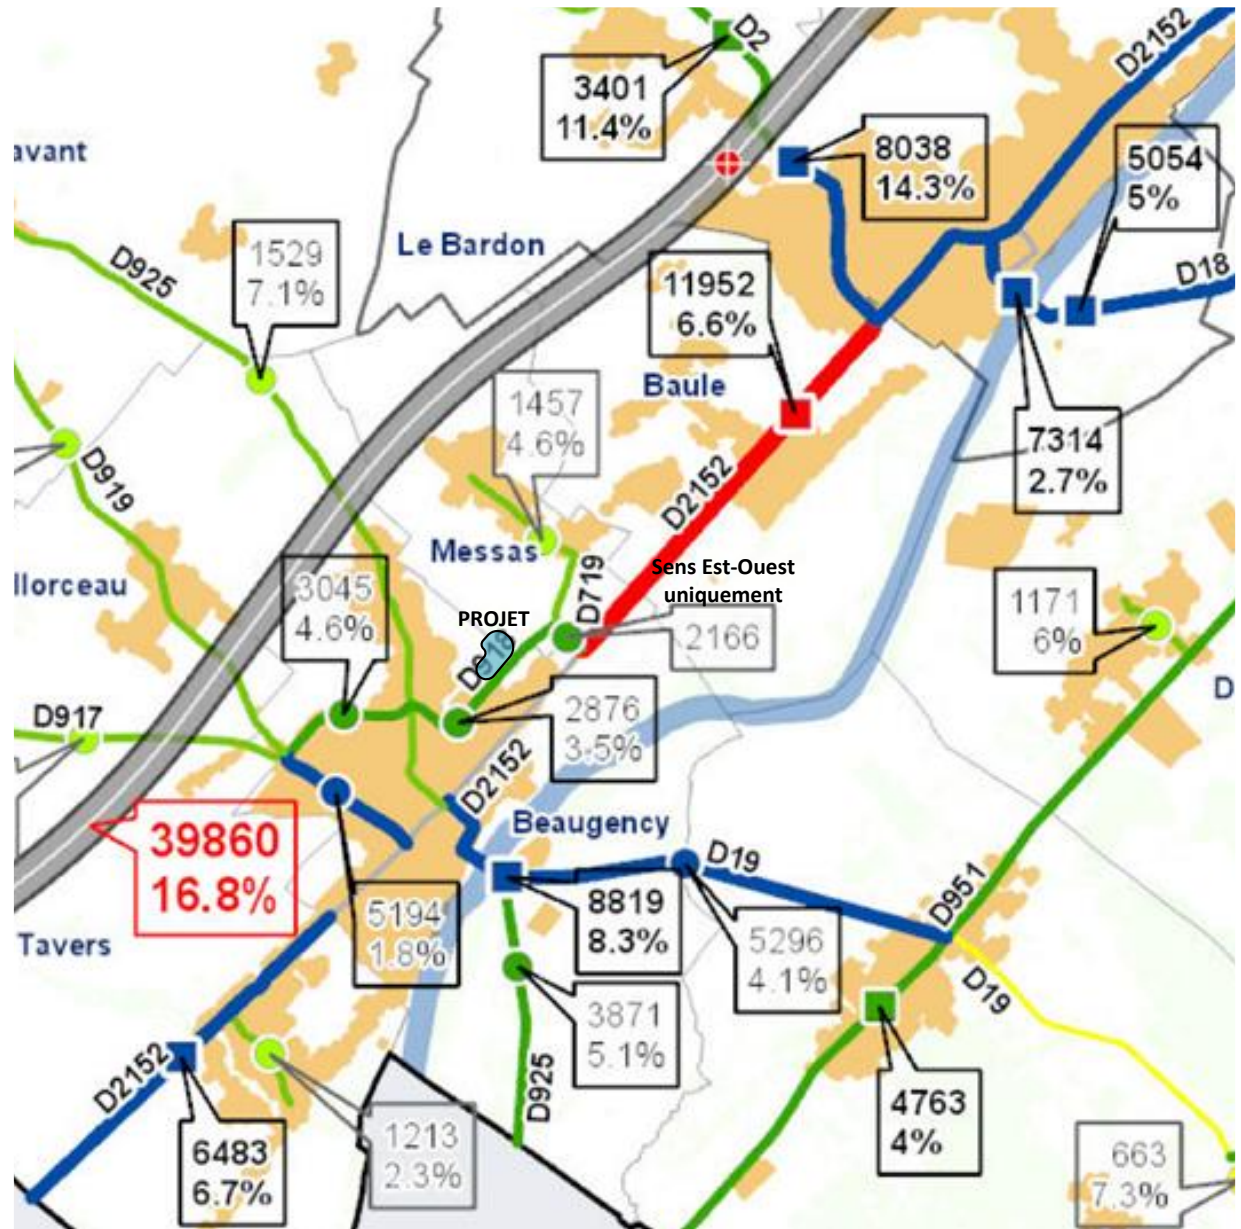 D2
D2152
3401
11.4%
8038
14.3%
5054
5%
avant
Le Bardon
D925
1529
7.1%
D18
11952
6.6%
Baule
1457
4.6%
7314
2.7%
D919
D2152
Messas
Sens Est-Ouest
uniquement
llorceau
3045
4.6%
PROJET
D719
2166
1171
6%
D
D917
2876
3.5%
D2152
Beaugency
39860
16.8%
D19
D951
8819
8.3%
5194
1.8%
5296
4.1%
Tavers
D19
3871
5.1%
D2152
D925
4763
4%
1213
2.3%
6483
6.7%
663
7.3%